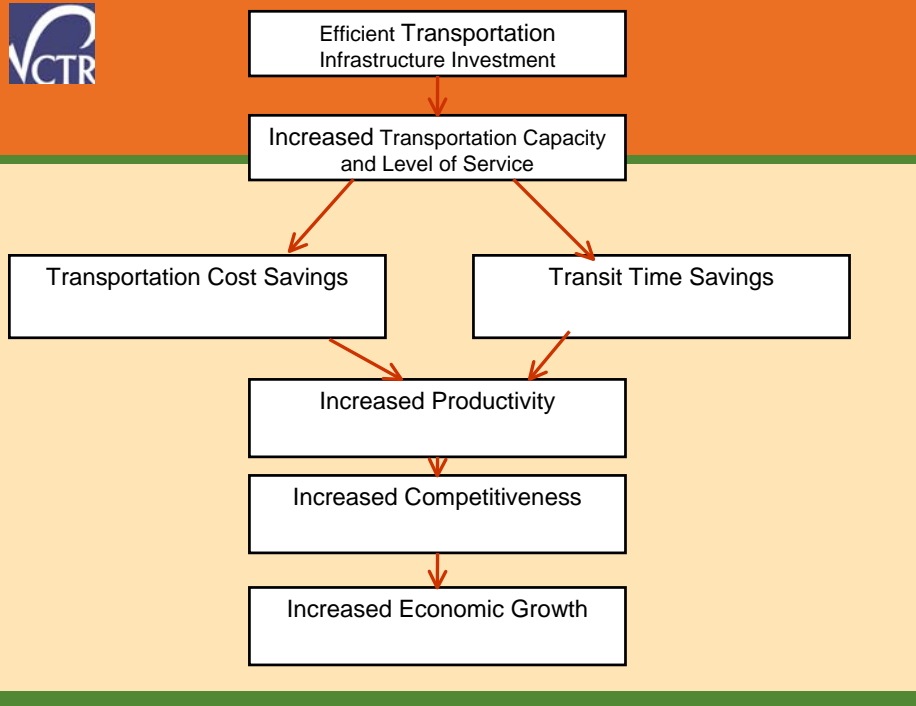 VCTR
Efficient Transportation
Infrastructure Investment
Increased Transportation Capacity
and Level of Service
Transportation Cost Savings
Transit Time Savings
Increased Productivity
Increased Competitiveness
Increased Economic Growth